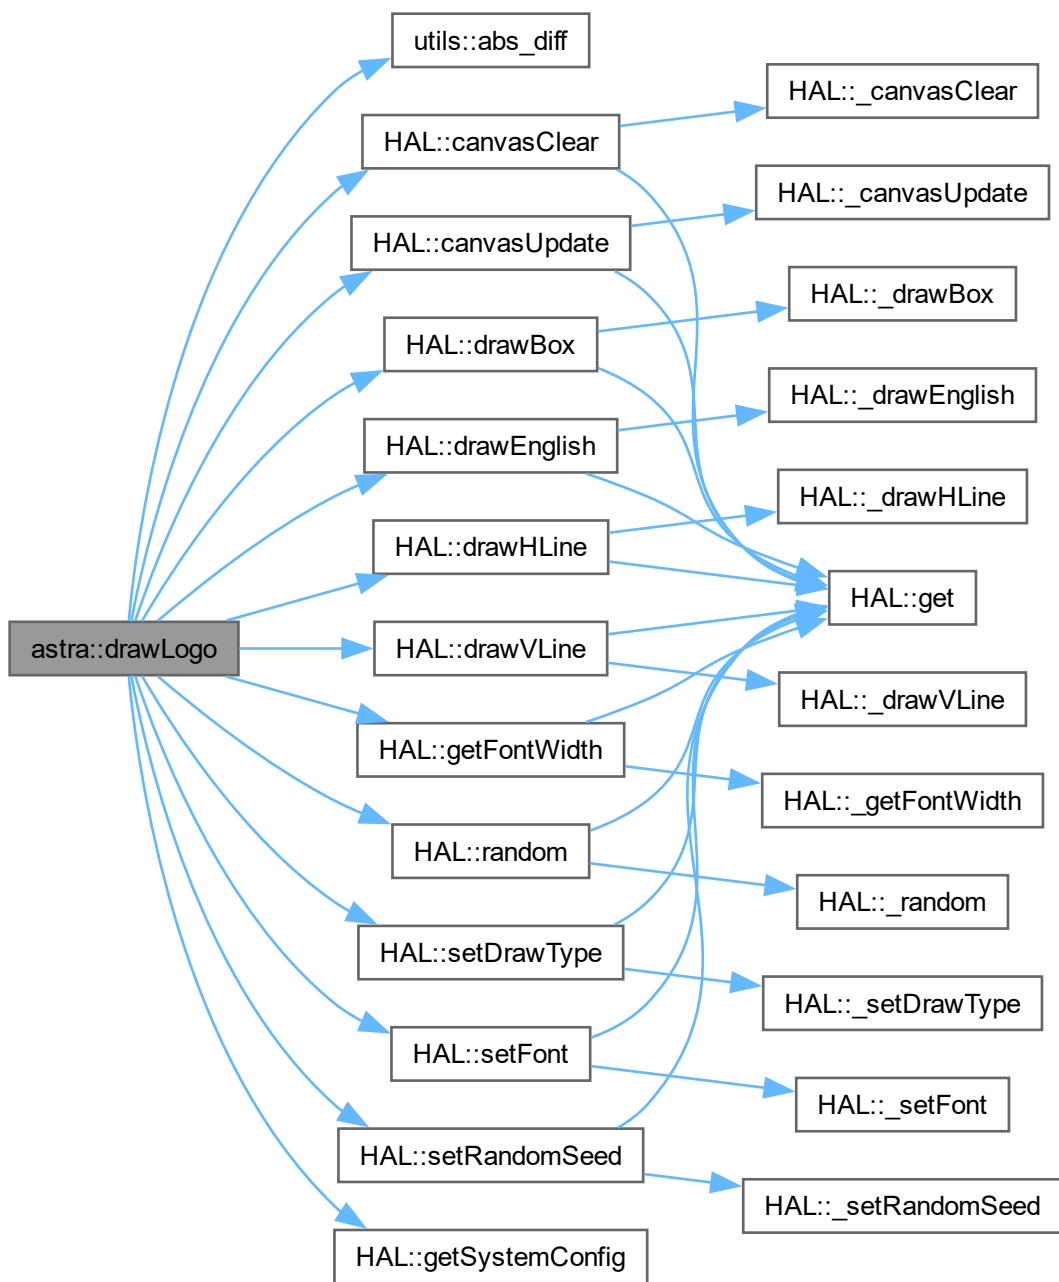 astra::drawLogo
utils::abs_diff
HAL::canvasClear
HAL::canvasUpdate
HAL::drawBox
HAL::drawEnglish
HAL::drawHLine
HAL::drawVLine
HAL::getFontWidth
HAL::random
HAL::setDrawType
HAL::setFont
HAL::setRandomSeed
HAL::getSystemConfig
HAL::_canvasClear
HAL::_canvasUpdate
HAL::_drawBox
HAL::_drawEnglish
HAL::_drawHLine
HAL::get
HAL::_drawVLine
HAL::_getFontWidth
HAL::_random
HAL::_setDrawType
HAL::_setFont
HAL::_setRandomSeed